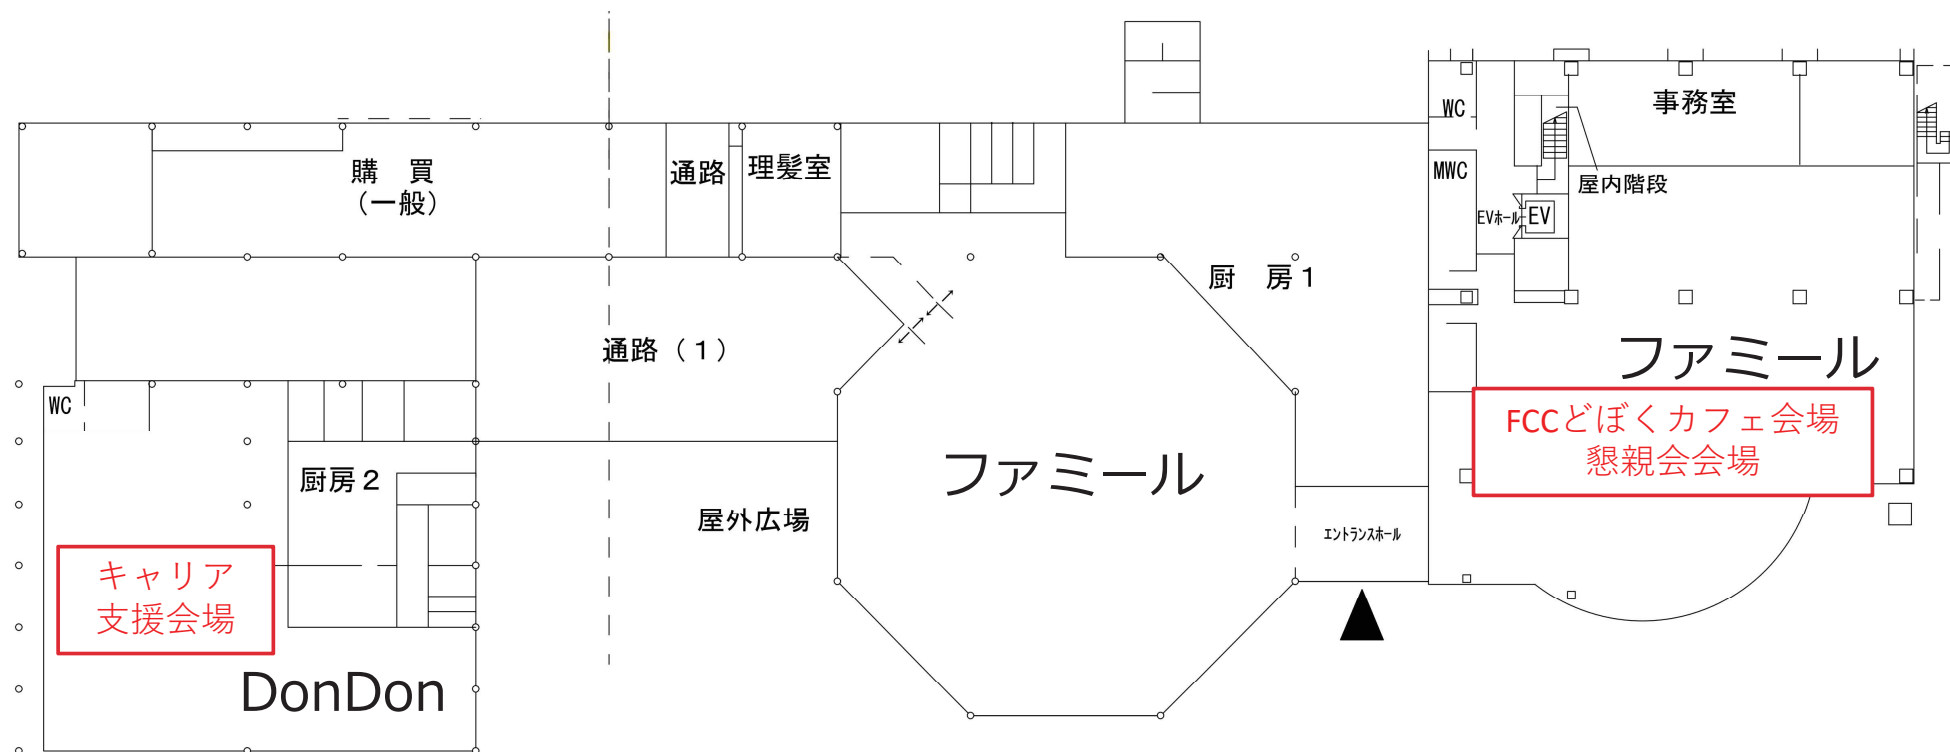 WC
事務室
購　買
(一般)
通路
理髪室
MWC
屋内階段
EVホール
EV
厨　房１
通路（１）
ファミール
WC
FCCどぼくカフェ会場
懇親会会場
厨房２
ファミール
屋外広場
エントランスホール
キャリア
支援会場
DonDon